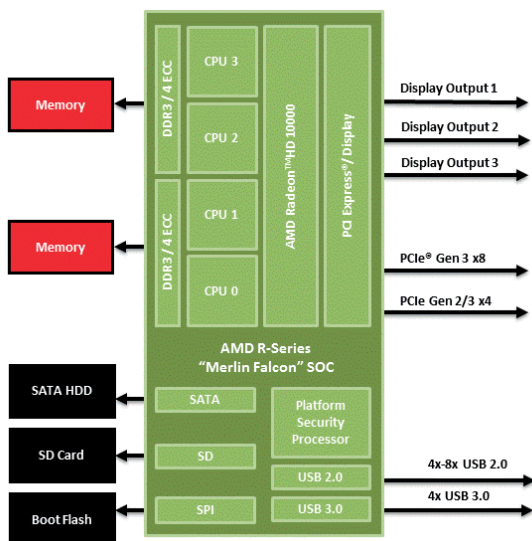 Memory
Memory
DDR3 / 4 ECC
DDR3 / 4 ECC
CPU 3
CPU 2
CPU 1
CPU 0
AMD Radeon™HD 10000
PCI Express®/ Display
Display Output 1
Display Output 2
Display Output 3
PCIe® Gen 3 x8
PCIe Gen 2/3 x4
AMD R-Series
“Merlin Falcon” SOC
SATA HDD
SD Card
Boot Flash
SATA
SD
SPI
Platform
Security
Processor
USB 2.0
USB 3.0
4x-8x USB 2.0
4x USB 3.0